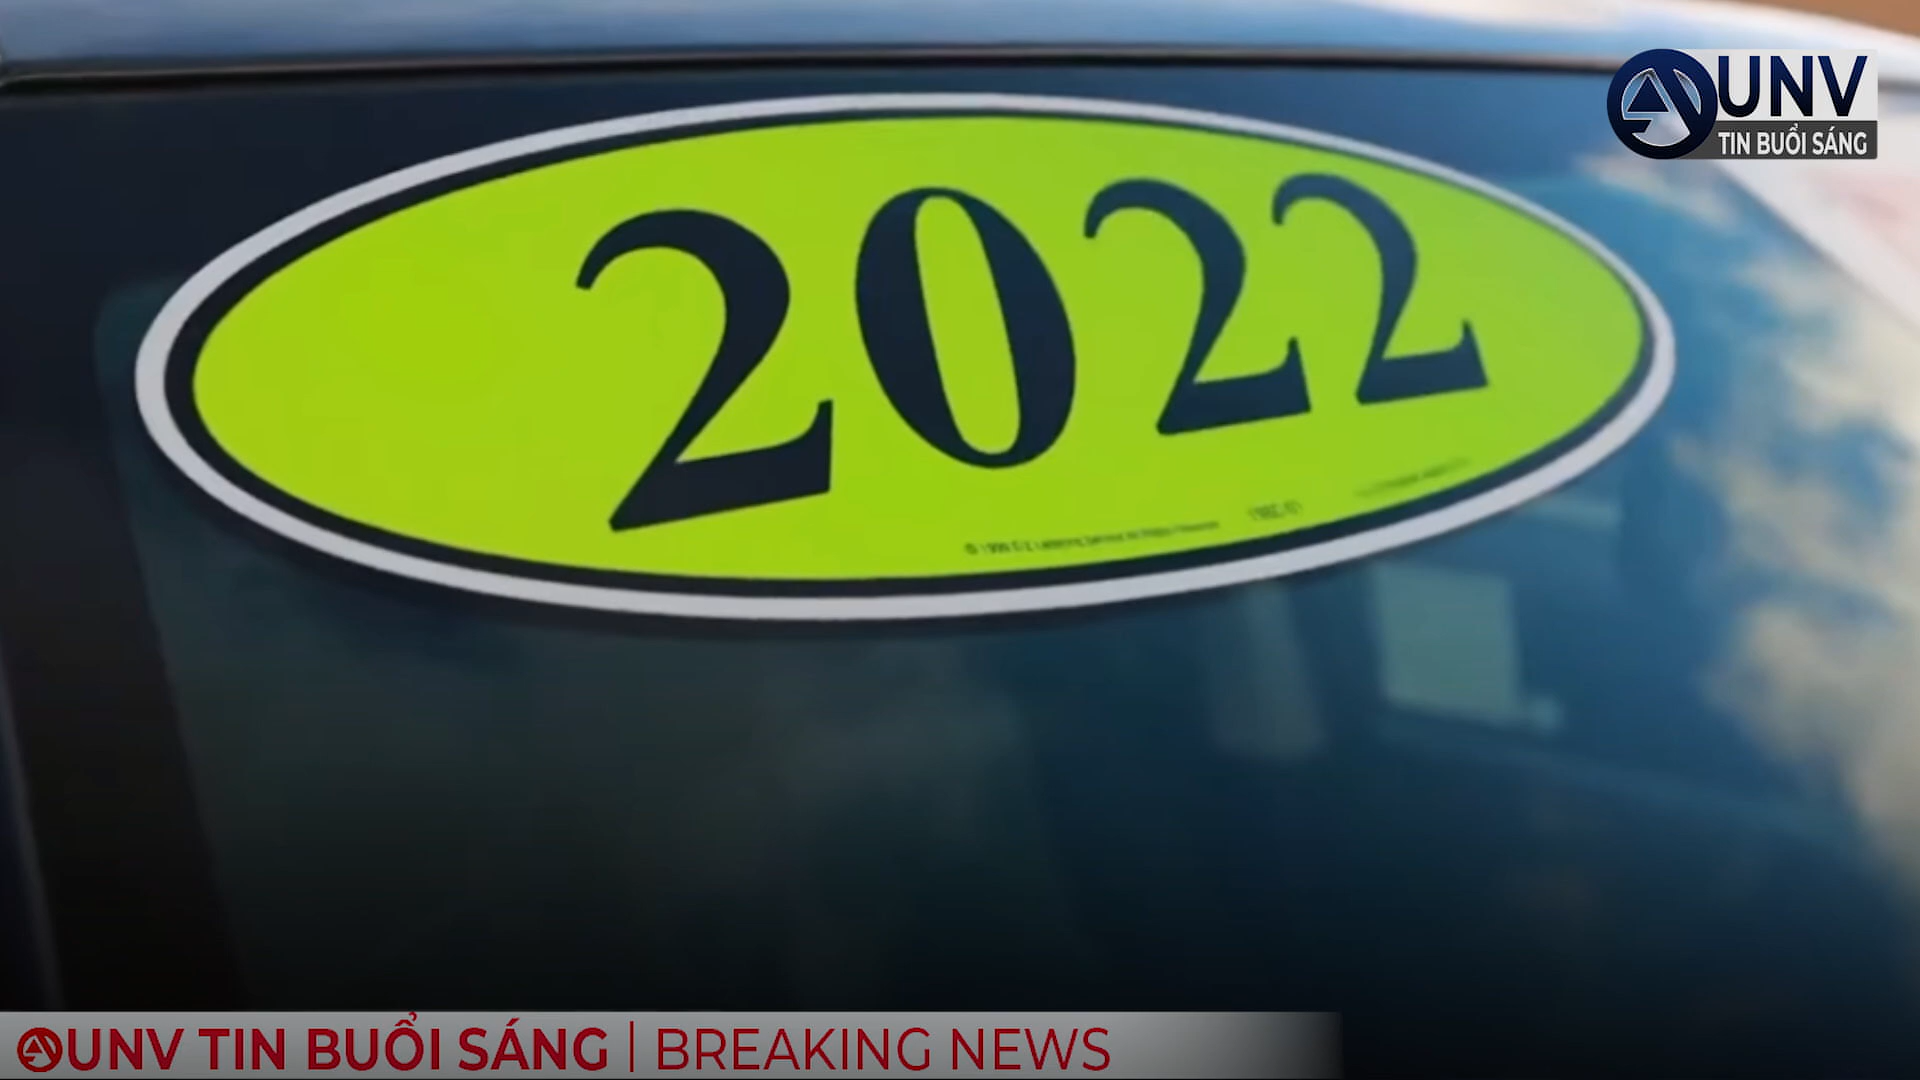 UNV
TIN BUỔI SÁNG
2022
UNV TIN BUỔI SÁNG | BREAKING NEWS